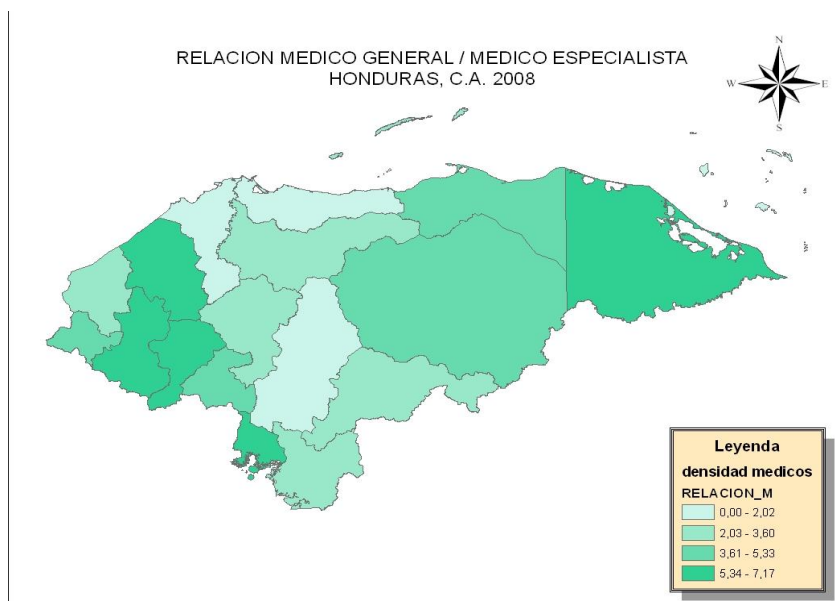 RELACION MEDICO GENERAL / MEDICO ESPECIALISTA
HONDURAS, C.A. 2008
N
W
E
S
Leyenda
densidad medicos
RELACION_M
0,00 - 2,02
2,03 - 3,60
3,61 - 5,33
5,34 - 7,17